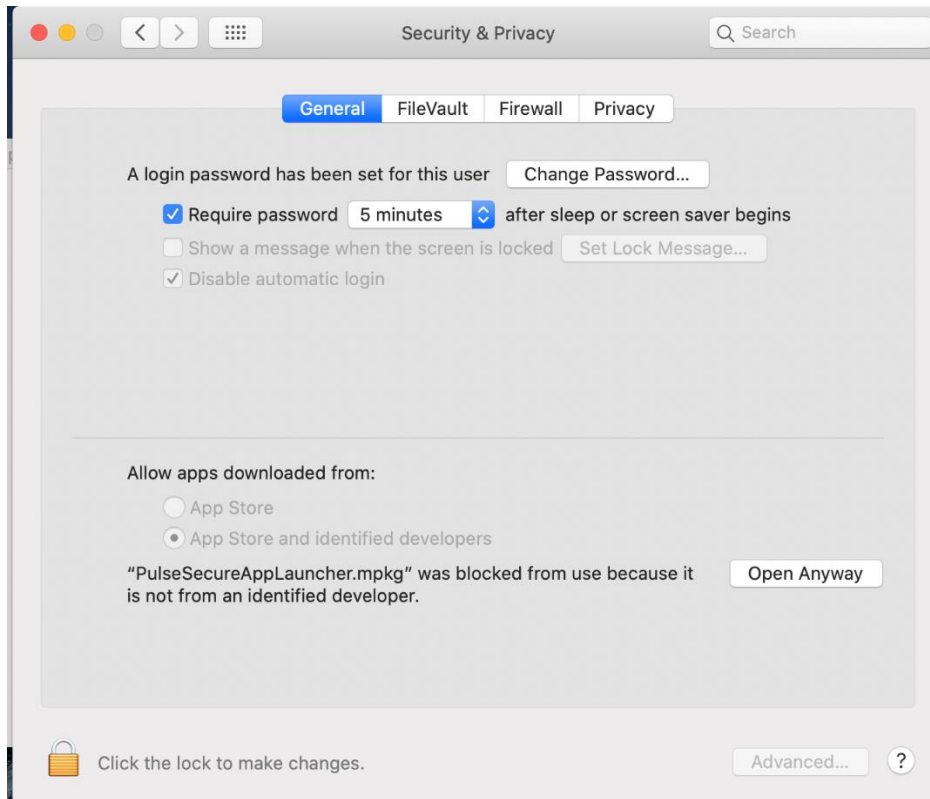 Security & Privacy
Search
General FileVault Firewall Privacy
A login password has been set for this user Change Password...
Require password 5 minutes after sleep or screen saver begins
Show a message when the screen is locked Set Lock Message...
Disable automatic login
Allow apps downloaded from:
App Store
App Store and identified developers
“PulseSecureAppLauncher.mpkg” was blocked from use because it
is not from an identified developer.
Open Anyway
Click the lock to make changes.
Advanced...
?